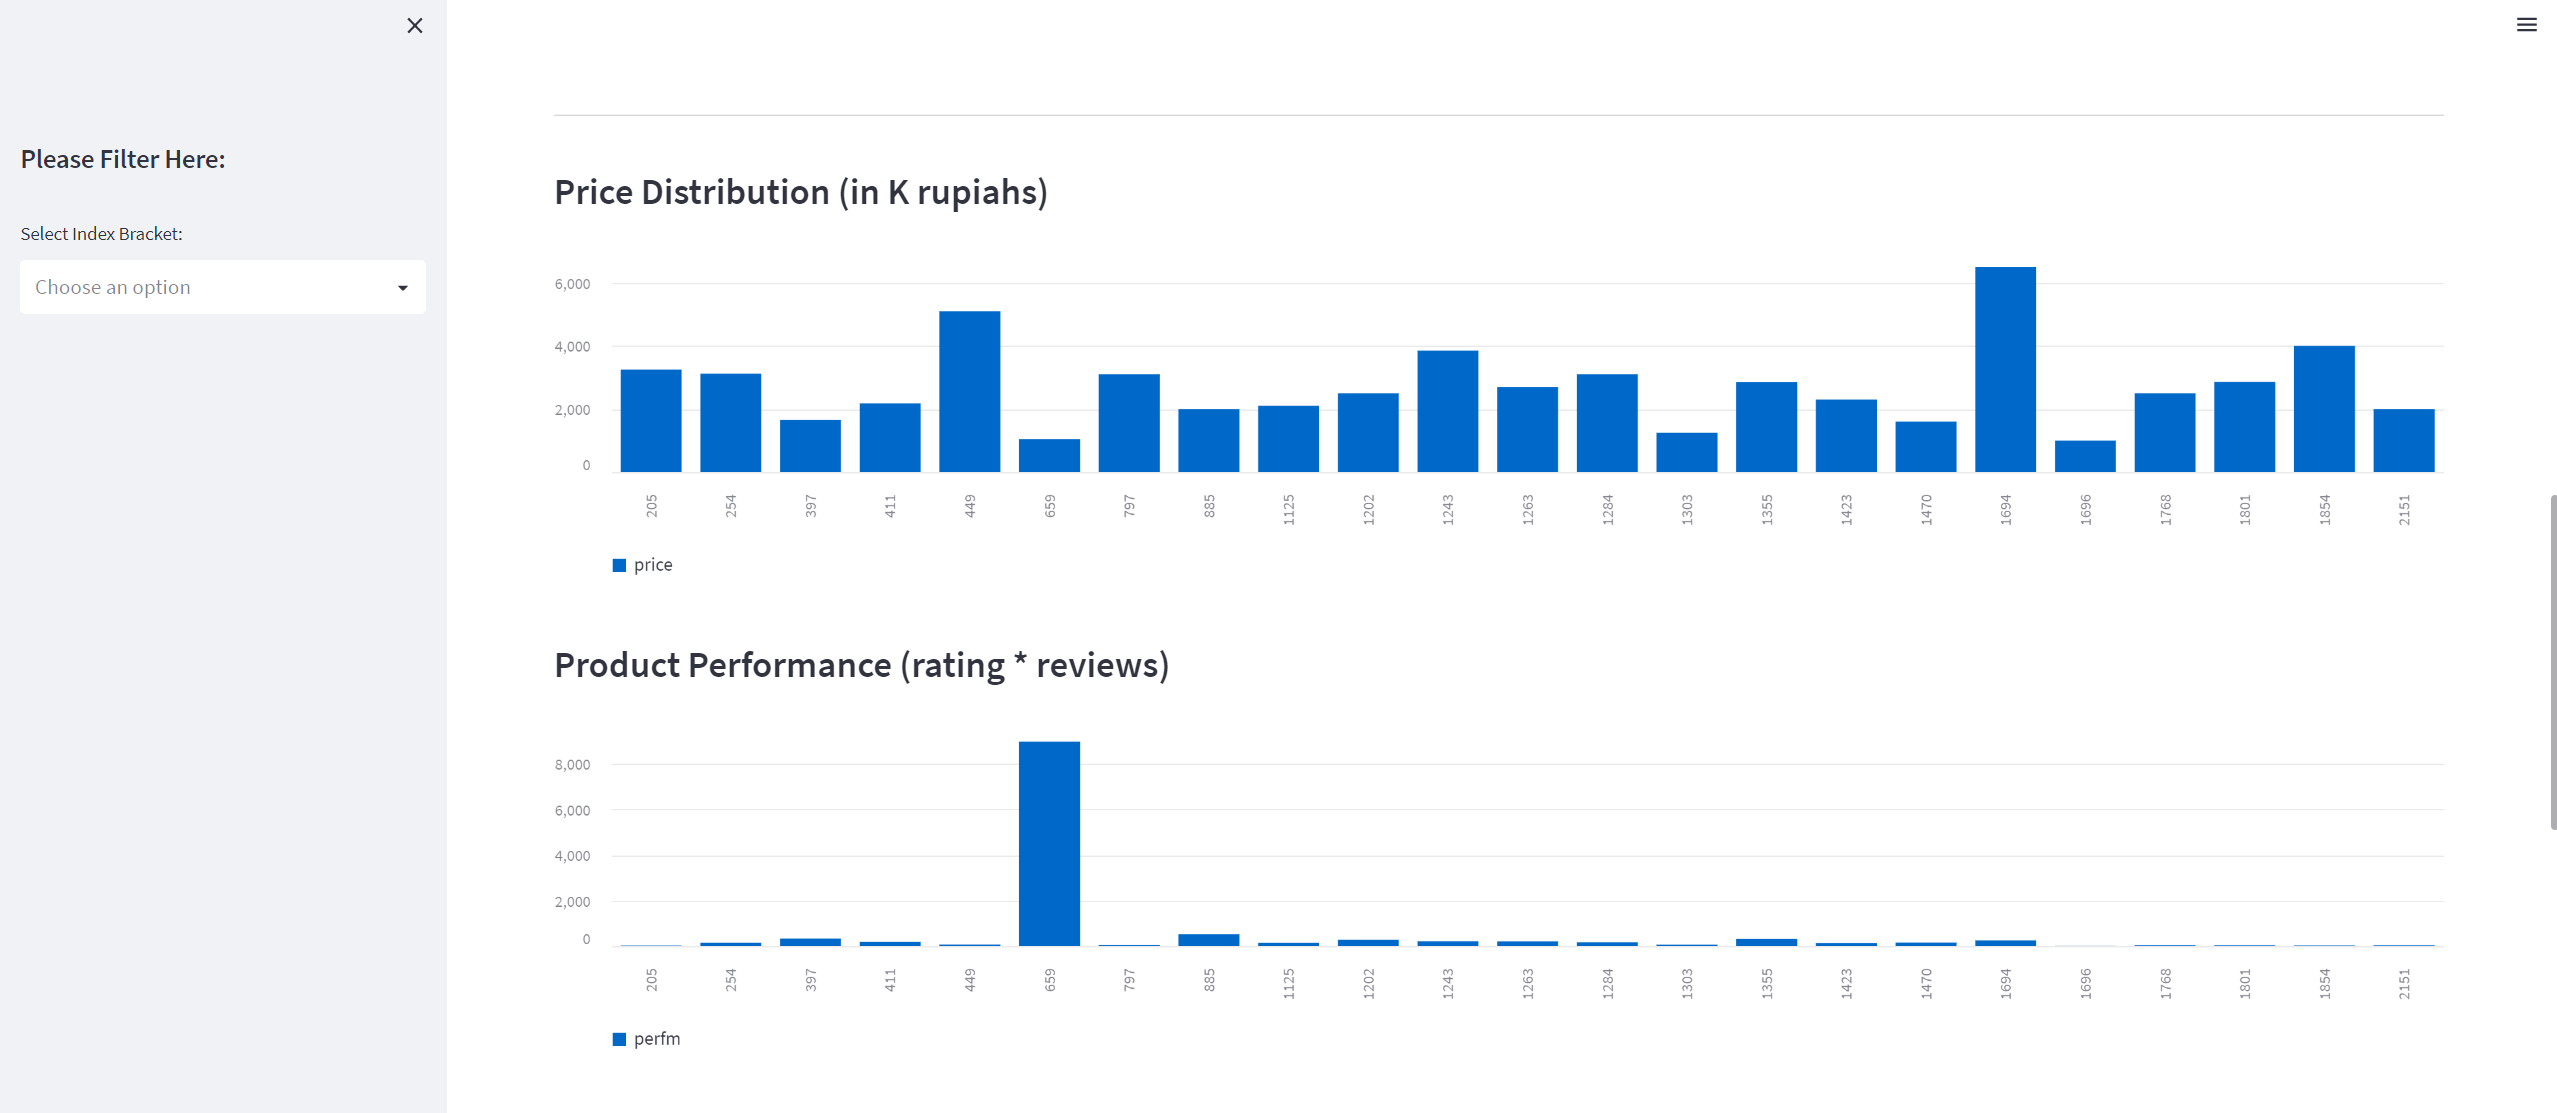 Please Filter Here:
Select Index Bracket:
Choose an option
Price Distribution (in K rupiahs)
6,000
4,000
2,000
0
205 254 397 411 449 659 797 885 1125 1202 1243 1263 1284 1303 1355 1423 1470 1694 1696 1768 1801 1854 2151
price
Product Performance (rating * reviews)
8,000
6,000
4,000
2,000
0
205 254 397 411 449 659 797 885 1125 1202 1243 1263 1284 1303 1355 1423 1470 1694 1696 1768 1801 1854 2151
perfm